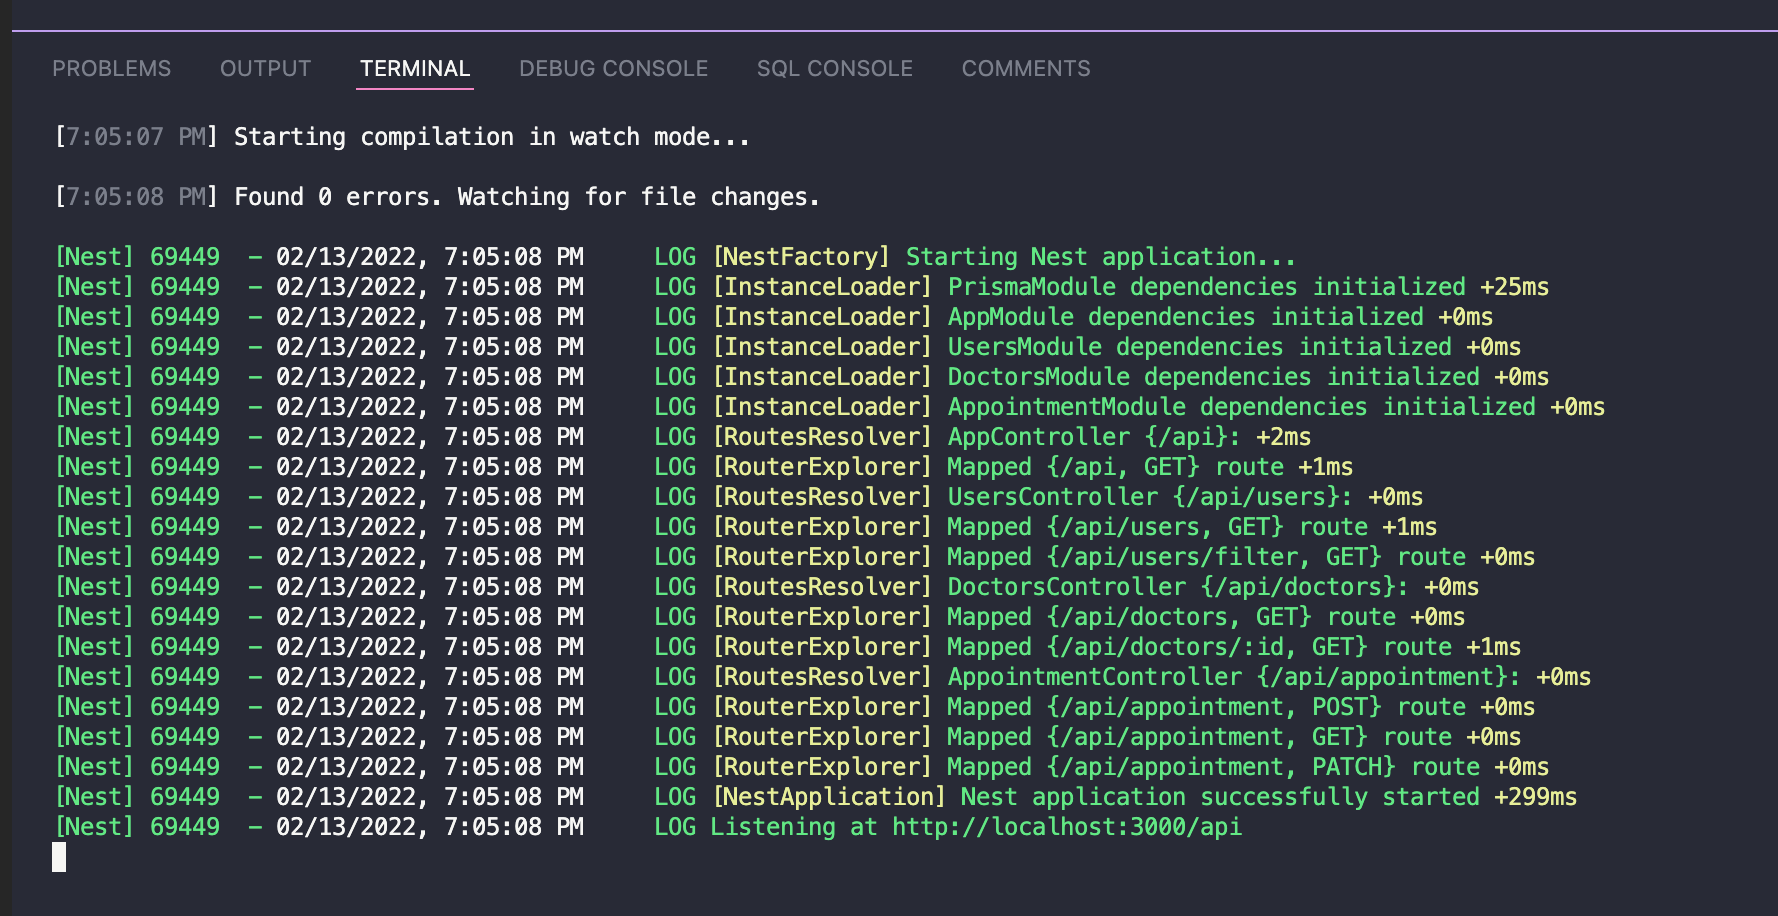 PROBLEMS OUTPUT TERMINAL DEBUG CONSOLE SQL CONSOLE COMMENTS
[7:05:07 PM] Starting compilation in watch mode...
[7:05:08 PM] Found 0 errors. Watching for file changes.
[Nest] 69449  - 02/13/2022, 7:05:08 PM     LOG [NestFactory] Starting Nest application...
[Nest] 69449  - 02/13/2022, 7:05:08 PM     LOG [InstanceLoader] PrismaModule dependencies initialized +25ms
[Nest] 69449  - 02/13/2022, 7:05:08 PM     LOG [InstanceLoader] AppModule dependencies initialized +0ms
[Nest] 69449  - 02/13/2022, 7:05:08 PM     LOG [InstanceLoader] UsersModule dependencies initialized +0ms
[Nest] 69449  - 02/13/2022, 7:05:08 PM     LOG [InstanceLoader] DoctorsModule dependencies initialized +0ms
[Nest] 69449  - 02/13/2022, 7:05:08 PM     LOG [InstanceLoader] AppointmentModule dependencies initialized +0ms
[Nest] 69449  - 02/13/2022, 7:05:08 PM     LOG [RoutesResolver] AppController {/api}: +2ms
[Nest] 69449  - 02/13/2022, 7:05:08 PM     LOG [RouterExplorer] Mapped {/api, GET} route +1ms
[Nest] 69449  - 02/13/2022, 7:05:08 PM     LOG [RoutesResolver] UsersController {/api/users}: +0ms
[Nest] 69449  - 02/13/2022, 7:05:08 PM     LOG [RouterExplorer] Mapped {/api/users, GET} route +1ms
[Nest] 69449  - 02/13/2022, 7:05:08 PM     LOG [RouterExplorer] Mapped {/api/users/filter, GET} route +0ms
[Nest] 69449  - 02/13/2022, 7:05:08 PM     LOG [RoutesResolver] DoctorsController {/api/doctors}: +0ms
[Nest] 69449  - 02/13/2022, 7:05:08 PM     LOG [RouterExplorer] Mapped {/api/doctors, GET} route +0ms
[Nest] 69449  - 02/13/2022, 7:05:08 PM     LOG [RouterExplorer] Mapped {/api/doctors/:id, GET} route +1ms
[Nest] 69449  - 02/13/2022, 7:05:08 PM     LOG [RoutesResolver] AppointmentController {/api/appointment}: +0ms
[Nest] 69449  - 02/13/2022, 7:05:08 PM     LOG [RouterExplorer] Mapped {/api/appointment, POST} route +0ms
[Nest] 69449  - 02/13/2022, 7:05:08 PM     LOG [RouterExplorer] Mapped {/api/appointment, GET} route +0ms
[Nest] 69449  - 02/13/2022, 7:05:08 PM     LOG [RouterExplorer] Mapped {/api/appointment, PATCH} route +0ms
[Nest] 69449  - 02/13/2022, 7:05:08 PM     LOG [NestApplication] Nest application successfully started +299ms
[Nest] 69449  - 02/13/2022, 7:05:08 PM     LOG Listening at http://localhost:3000/api